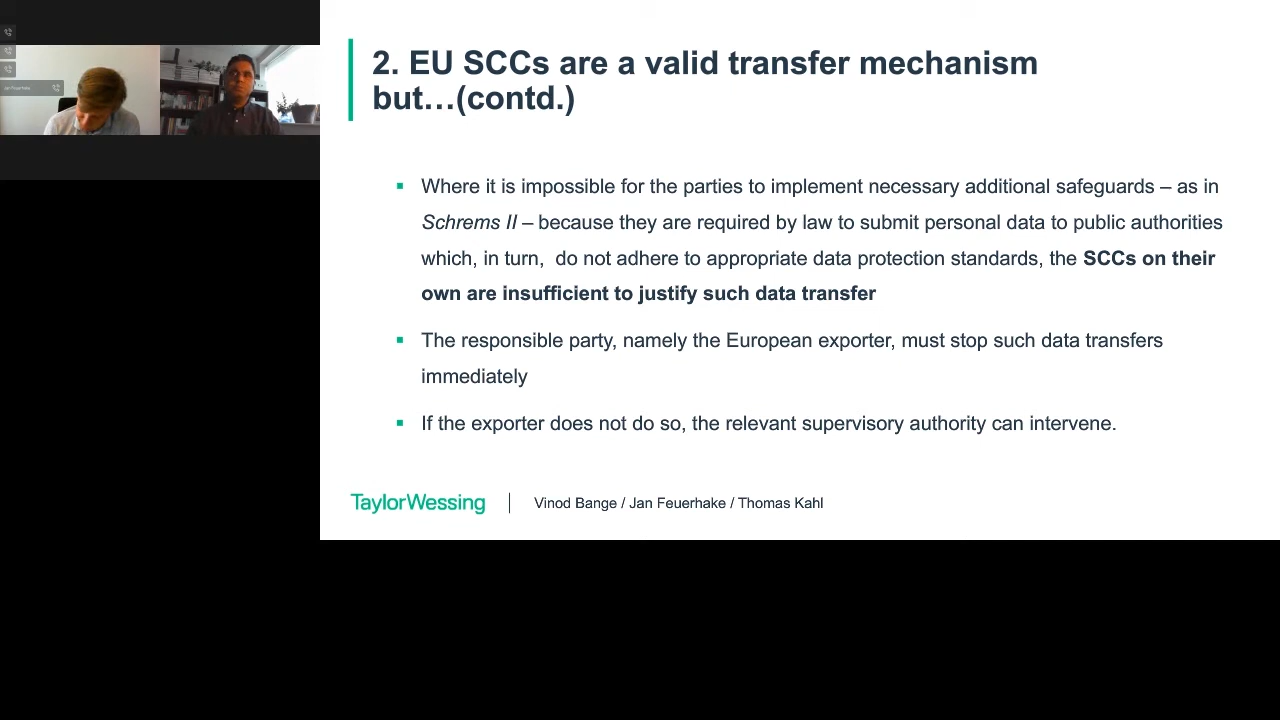 Jan Feuerhake
2. EU SCCs are a valid transfer mechanism
but…(contd.)
Where it is impossible for the parties to implement necessary additional safeguards – as in
Schrems II – because they are required by law to submit personal data to public authorities
which, in turn, do not adhere to appropriate data protection standards, the SCCs on their
own are insufficient to justify such data transfer
The responsible party, namely the European exporter, must stop such data transfers
immediately
If the exporter does not do so, the relevant supervisory authority can intervene.
TaylorWessing
Vinod Bange / Jan Feuerhake / Thomas Kahl